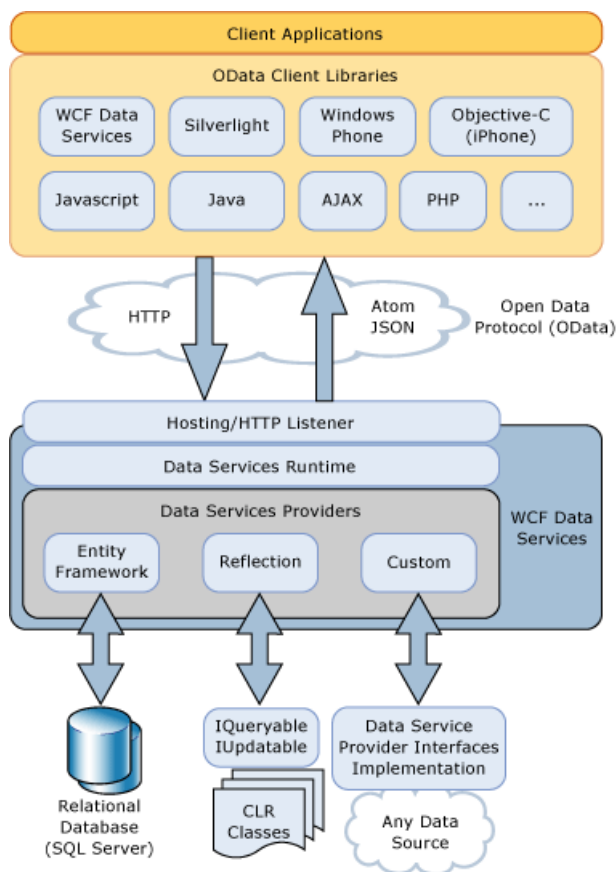 Client Applications
OData Client Libraries
WCF Data
Services
Silverlight
Windows
Phone
Objective-C
(iPhone)
Javascript
Java
AJAX
PHP
...
HTTP
Atom
JSON
Open Data
Protocol (OData)
Hosting/HTTP Listener
Data Services Runtime
Data Services Providers
WCF Data
Services
Entity
Framework
Reflection
Custom
Relational
Database
(SQL Server)
IQueryable
IUpdatable
CLR
Classes
Data Service
Provider Interfaces
Implementation
Any Data
Source